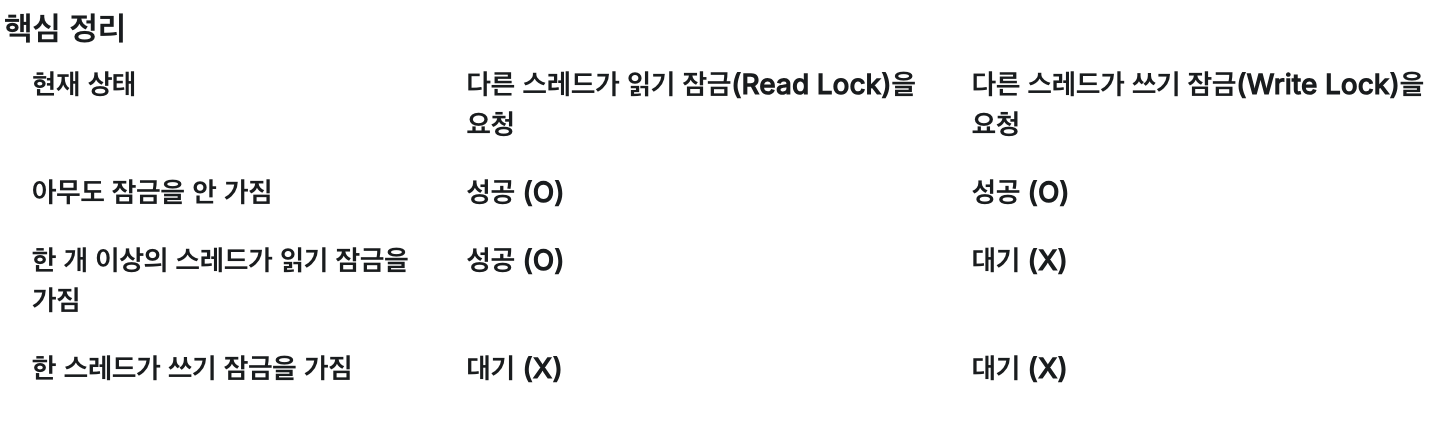 핵심 정리
현재 상태 다른 스레드가 읽기 잠금(Read Lock)을 요청 다른 스레드가 쓰기 잠금(Write Lock)을 요청
아무도 잠금을 안 가짐 성공 (O) 성공 (O)
한 개 이상의 스레드가 읽기 잠금을 가짐 성공 (O) 대기 (X)
한 스레드가 쓰기 잠금을 가짐 대기 (X) 대기 (X)